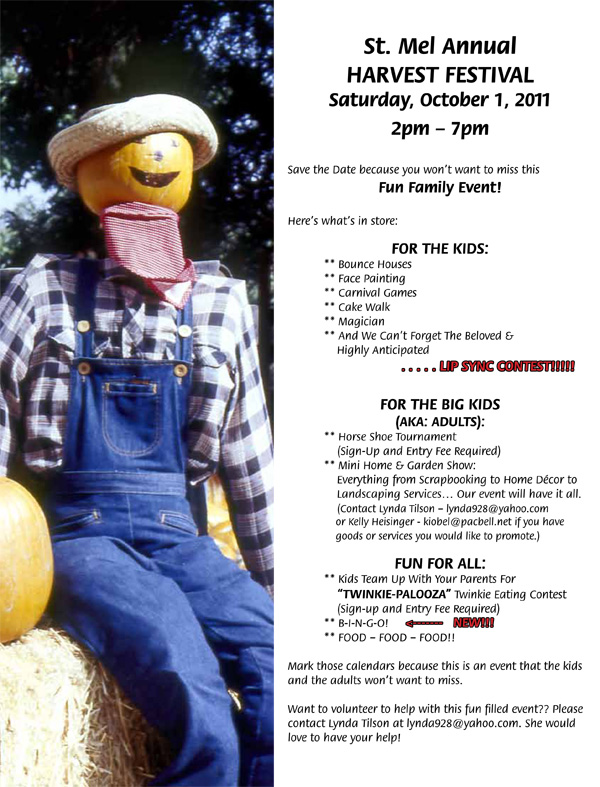 St. Mel Annual
HARVEST FESTIVAL
Saturday, October 1, 2011
2pm – 7pm
Save the Date because you won't want to miss this
Fun Family Event!
Here's what's in store:
FOR THE KIDS:
** Bounce Houses
** Face Painting
** Carnival Games
** Cake Walk
** Magician
** And We Can't Forget The Beloved &
Highly Anticipated
. . . . . LIP SYNC CONTEST!!!!!
FOR THE BIG KIDS
(AKA: ADULTS):
** Horse Shoe Tournament
(Sign-Up and Entry Fee Required)
** Mini Home & Garden Show:
Everything from Scrapbooking to Home Décor to
Landscaping Services… Our event will have it all.
(Contact Lynda Tilson – lynda928@yahoo.com
or Kelly Heisinger - kiobel@pacbell.net if you have
goods or services you would like to promote.)
FUN FOR ALL:
** Kids Team Up With Your Parents For
"TWINKIE-PALOOZA" Twinkie Eating Contest
(Sign-up and Entry Fee Required)
** B-I-N-G-O! <------- NEW!!!
** FOOD – FOOD – FOOD!!
Mark those calendars because this is an event that the kids
and the adults won't want to miss.
Want to volunteer to help with this fun filled event?? Please
contact Lynda Tilson at lynda928@yahoo.com. She would
love to have your help!